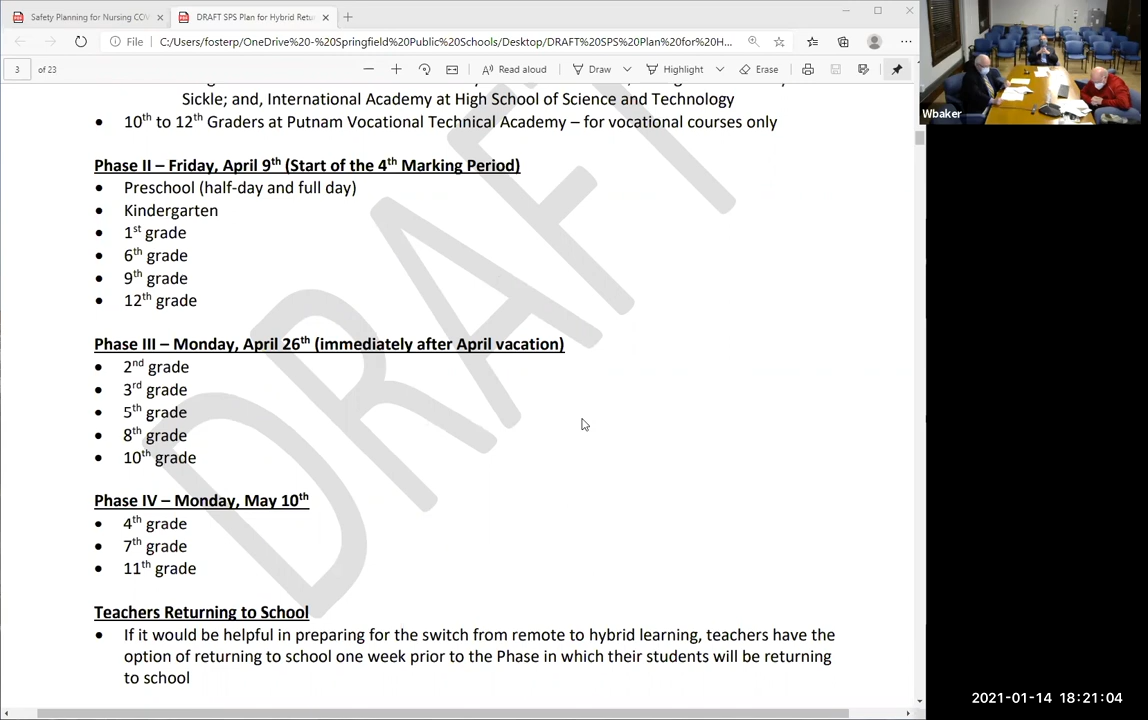 Safety Planning for Nursing CO
DRAFT SPS Plan for Hybrid Retu
File C:/Users/fosterp/OneDrive%20-%20Springfield%20Public%20Schools/Desktop/DRAFT%20SPS%20Plan%20for%20H...
3 of 23 Read aloud Draw Highlight Erase
Sickle; and, International Academy at High School of Science and Technology
• 10th to 12th Graders at Putnam Vocational Technical Academy – for vocational courses only
Phase II – Friday, April 9th (Start of the 4th Marking Period)
• Preschool (half-day and full day)
• Kindergarten
• 1st grade
• 6th grade
• 9th grade
• 12th grade
Phase III – Monday, April 26th (immediately after April vacation)
• 2nd grade
• 3rd grade
• 5th grade
• 8th grade
• 10th grade
Phase IV – Monday, May 10th
• 4th grade
• 7th grade
• 11th grade
Teachers Returning to School
• If it would be helpful in preparing for the switch from remote to hybrid learning, teachers have the
option of returning to school one week prior to the Phase in which their students will be returning
to school
DRAFT
Wbaker
2021-01-14 18:21:04